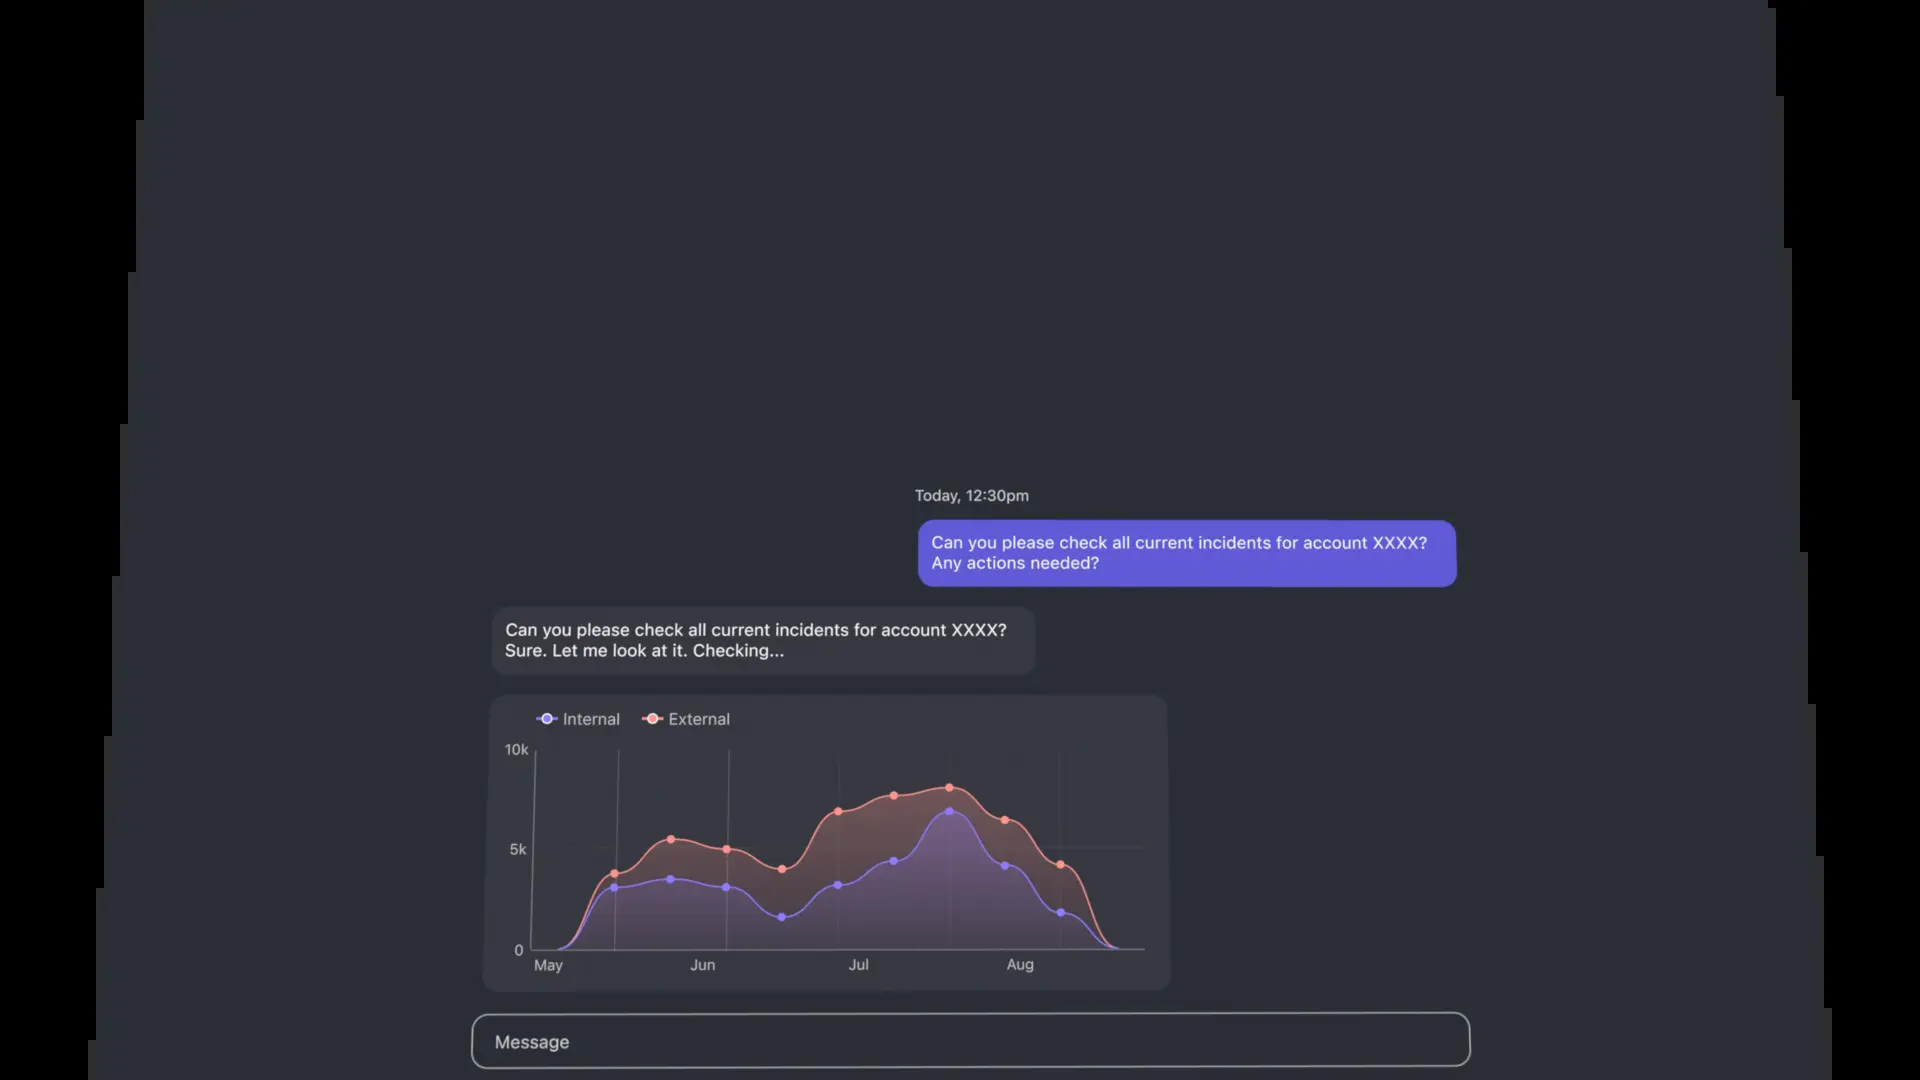 Today, 12:30pm
Can you please check all current incidents for account XXXX?
Any actions needed?
Can you please check all current incidents for account XXXX?
Sure. Let me look at it. Checking...
Internal External
10k
5k
0
May Jun Jul Aug
Message